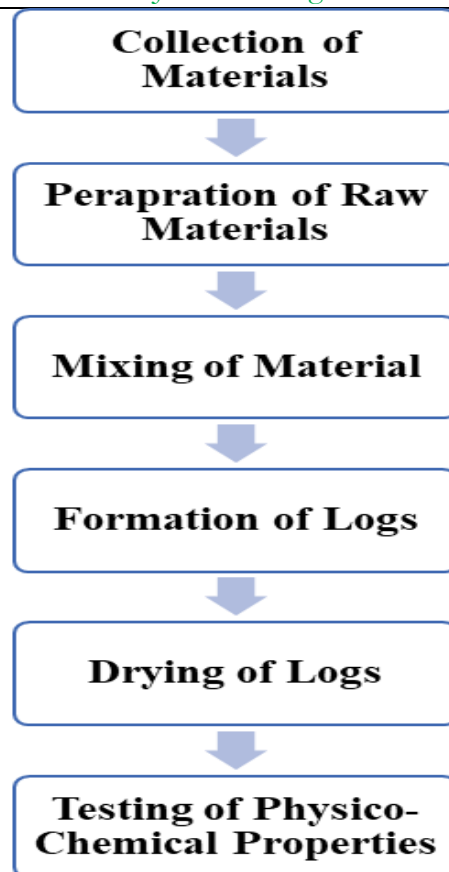 Collection of
Materials
Perapration of Raw
Materials
Mixing of Material
Formation of Logs
Drying of Logs
Testing of Physico-
Chemical Properties